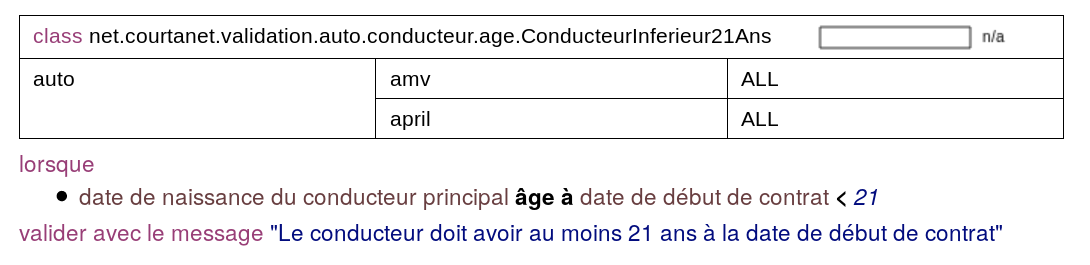 class net.courtanet.validation.auto.conducteur.age.ConducteurInferieur21Ans n/a
auto amv ALL
april ALL
lorsque
• date de naissance du conducteur principal âge à date de début de contrat < 21
valider avec le message "Le conducteur doit avoir au moins 21 ans à la date de début de contrat"